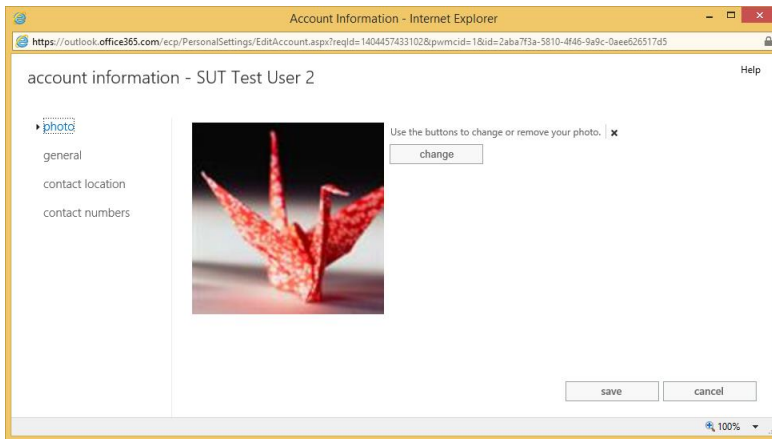 Account Information - Internet Explorer
https://outlook.office365.com/ecp/PersonalSettings/EditAccount.aspx?reqId=1404457433102&pwmcid=1&id=2aba7f3a-5810-4f46-9a9c-0aee626517d5
Help
account information - SUT Test User 2
photo
general
contact location
contact numbers
Use the buttons to change or remove your photo.
change
save
cancel
100%